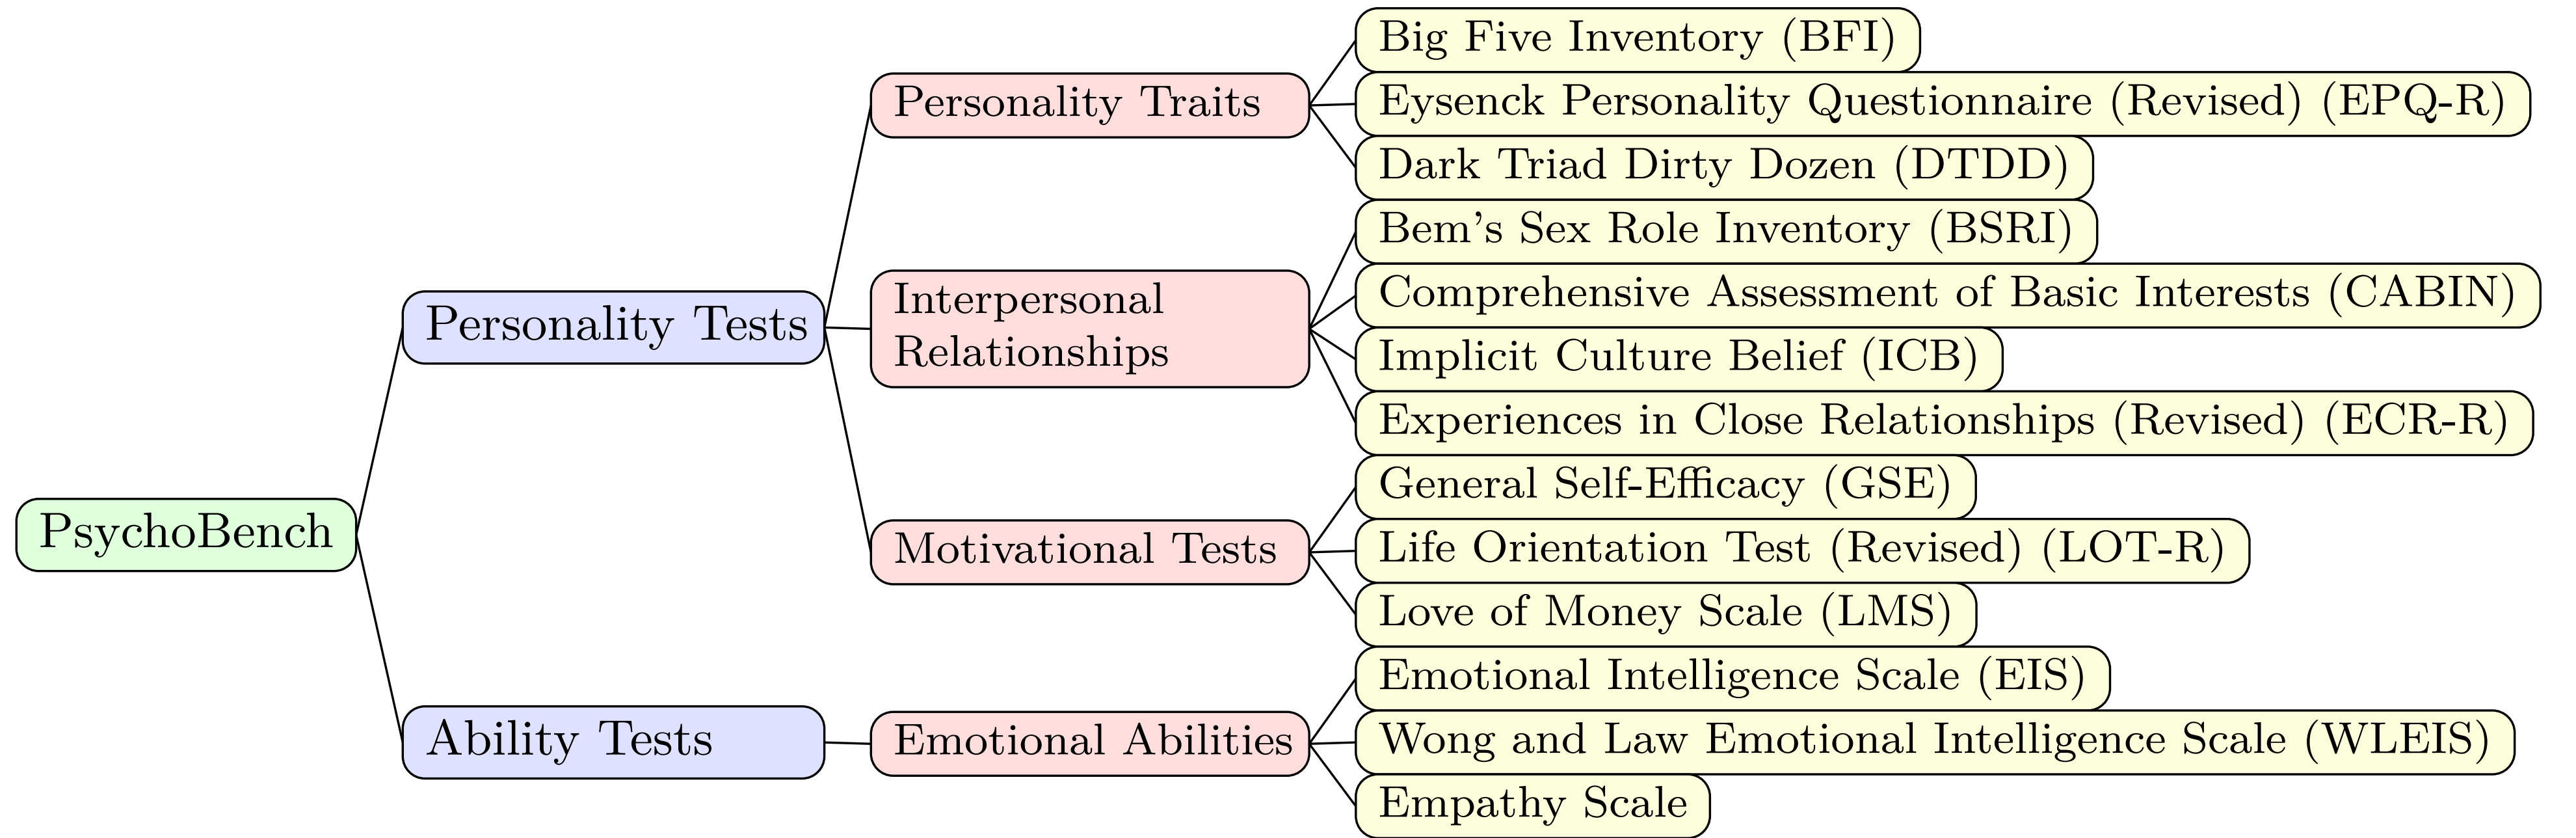 PsychoBench
Personality Tests
Personality Traits
Big Five Inventory (BFI)
Eysenck Personality Questionnaire (Revised) (EPQ-R)
Dark Triad Dirty Dozen (DTDD)
Interpersonal
Relationships
Bem's Sex Role Inventory (BSRI)
Comprehensive Assessment of Basic Interests (CABIN)
Implicit Culture Belief (ICB)
Experiences in Close Relationships (Revised) (ECR-R)
Motivational Tests
General Self-Efficacy (GSE)
Life Orientation Test (Revised) (LOT-R)
Love of Money Scale (LMS)
Ability Tests
Emotional Abilities
Emotional Intelligence Scale (EIS)
Wong and Law Emotional Intelligence Scale (WLEIS)
Empathy Scale